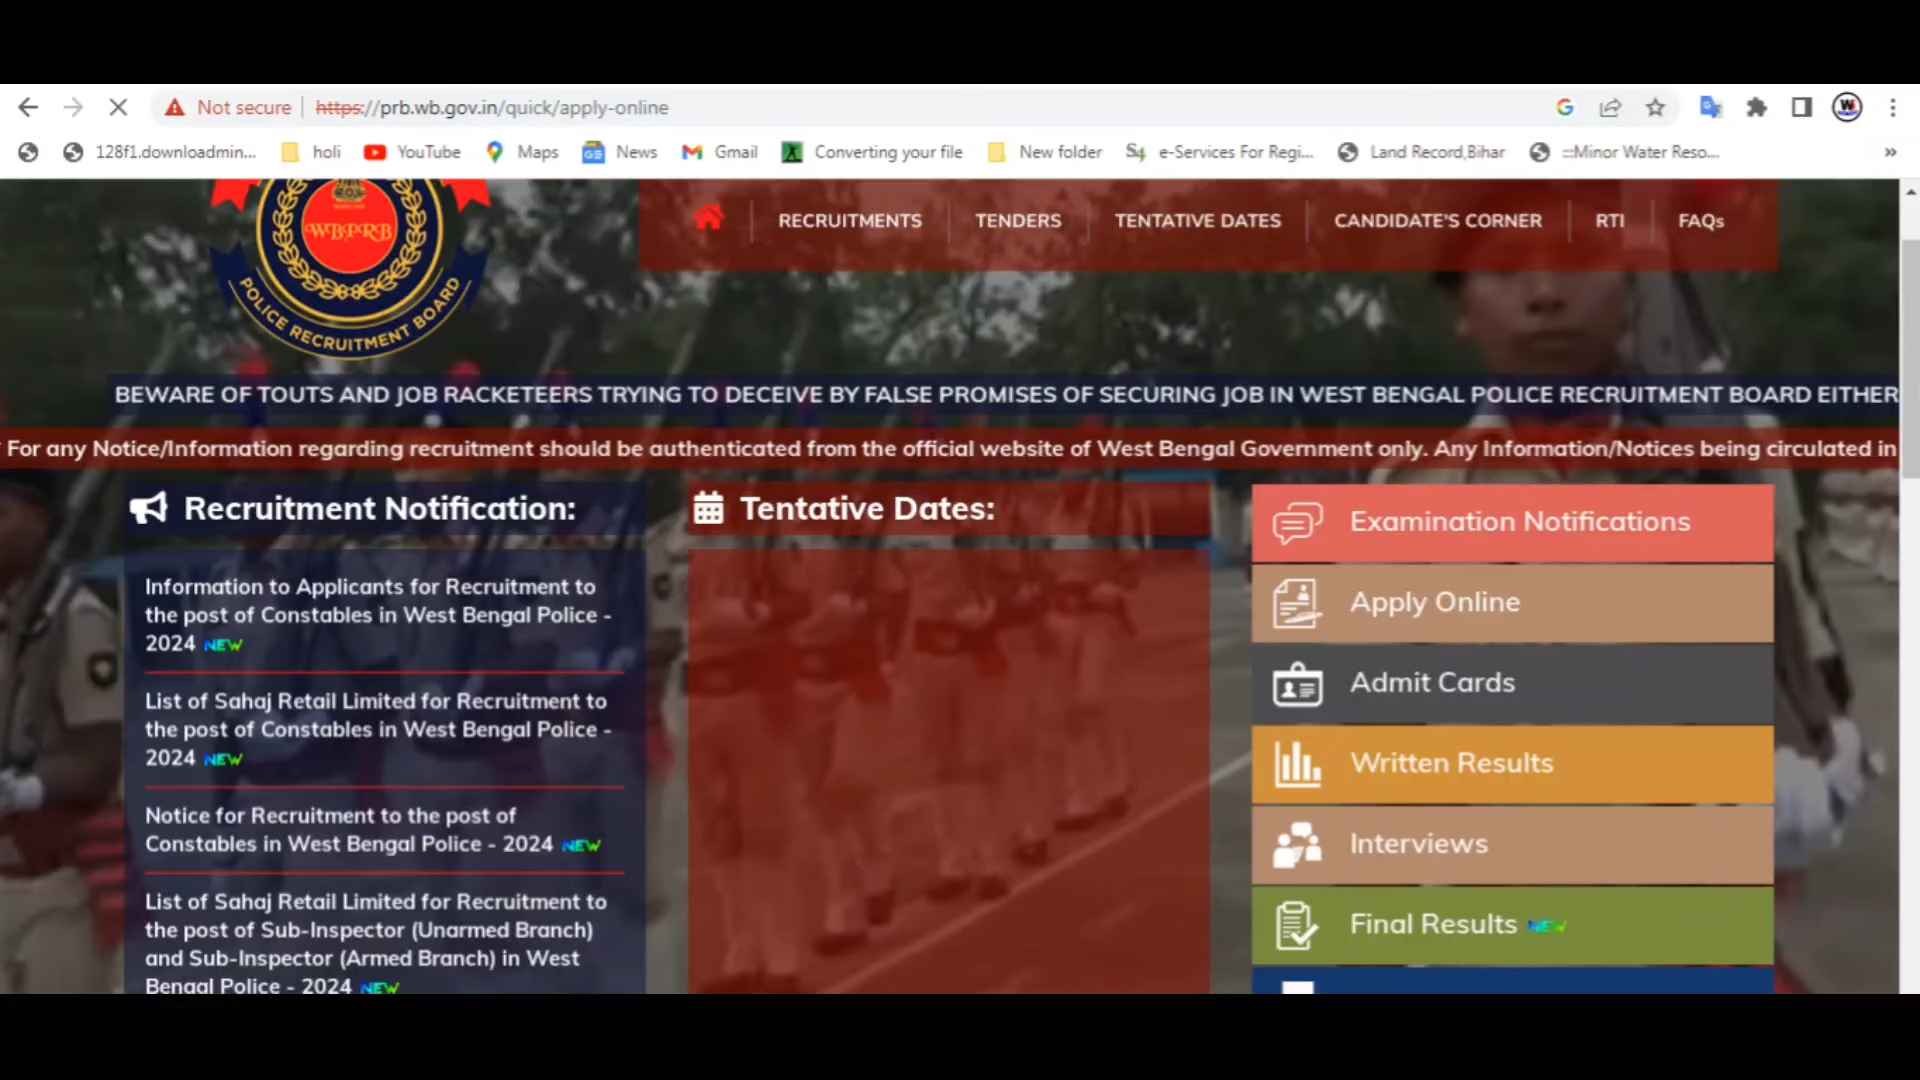 Not secure | https://prb.wb.gov.in/quick/apply-online
128f1.downloadmin... holi YouTube Maps News Gmail Converting your file New folder e-Services For Regi... Land Record,Bihar :::Minor Water Reso... »
WBPRB
POLICE RECRUITMENT BOARD
RECRUITMENTS TENDERS TENTATIVE DATES CANDIDATE'S CORNER RTI FAQs
BEWARE OF TOUTS AND JOB RACKETEERS TRYING TO DECEIVE BY FALSE PROMISES OF SECURING JOB IN WEST BENGAL POLICE RECRUITMENT BOARD EITHER
For any Notice/Information regarding recruitment should be authenticated from the official website of West Bengal Government only. Any Information/Notices being circulated in
Recruitment Notification:
Information to Applicants for Recruitment to
the post of Constables in West Bengal Police -
2024 NEW
List of Sahaj Retail Limited for Recruitment to
the post of Constables in West Bengal Police -
2024 NEW
Notice for Recruitment to the post of
Constables in West Bengal Police - 2024 NEW
List of Sahaj Retail Limited for Recruitment to
the post of Sub-Inspector (Unarmed Branch)
and Sub-Inspector (Armed Branch) in West
Bengal Police - 2024 NEW
Tentative Dates:
Examination Notifications
Apply Online
Admit Cards
Written Results
Interviews
Final Results NEW